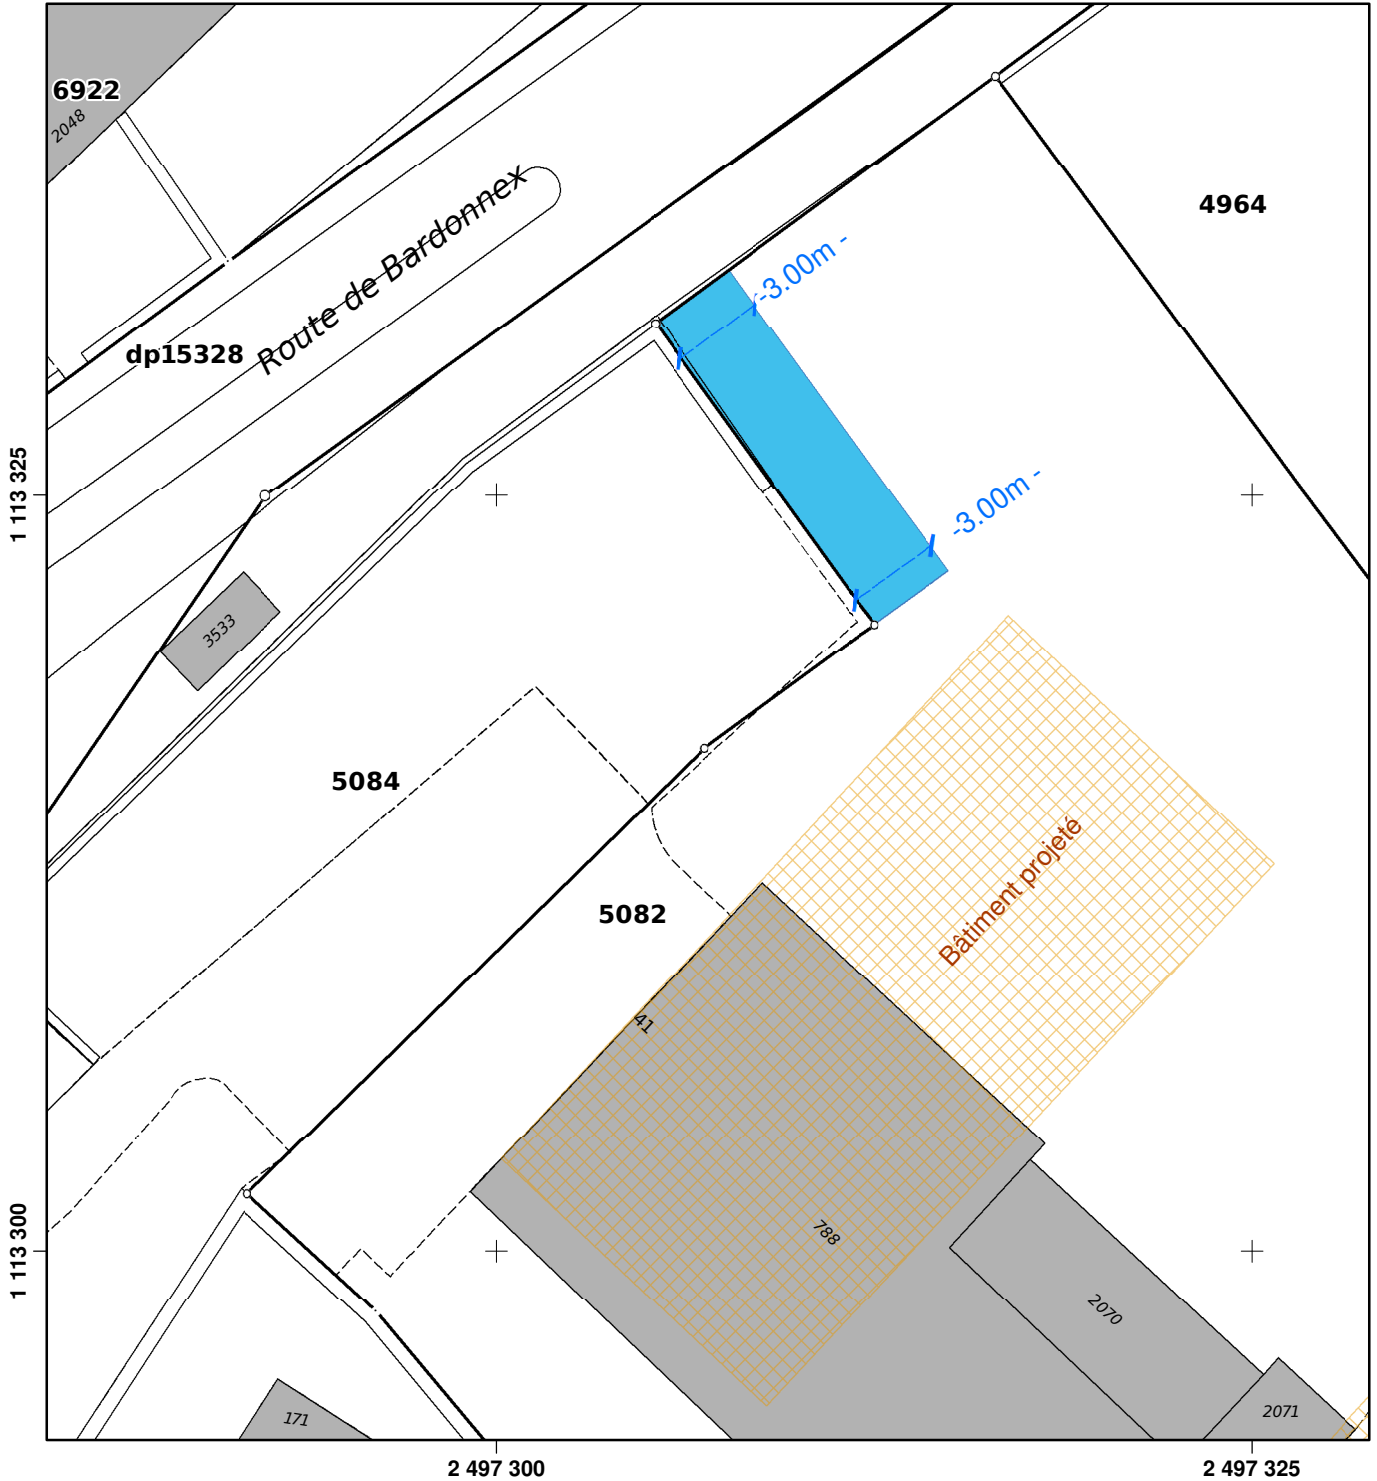 6922
2048
4964
Route de Bardonnex
-3.00m -
dp15328
1 113 325
-3.00m -
3533
5084
Bâtiment projeté
5082
41
788
1 113 300
2070
171
2071
2 497 300
2 497 325